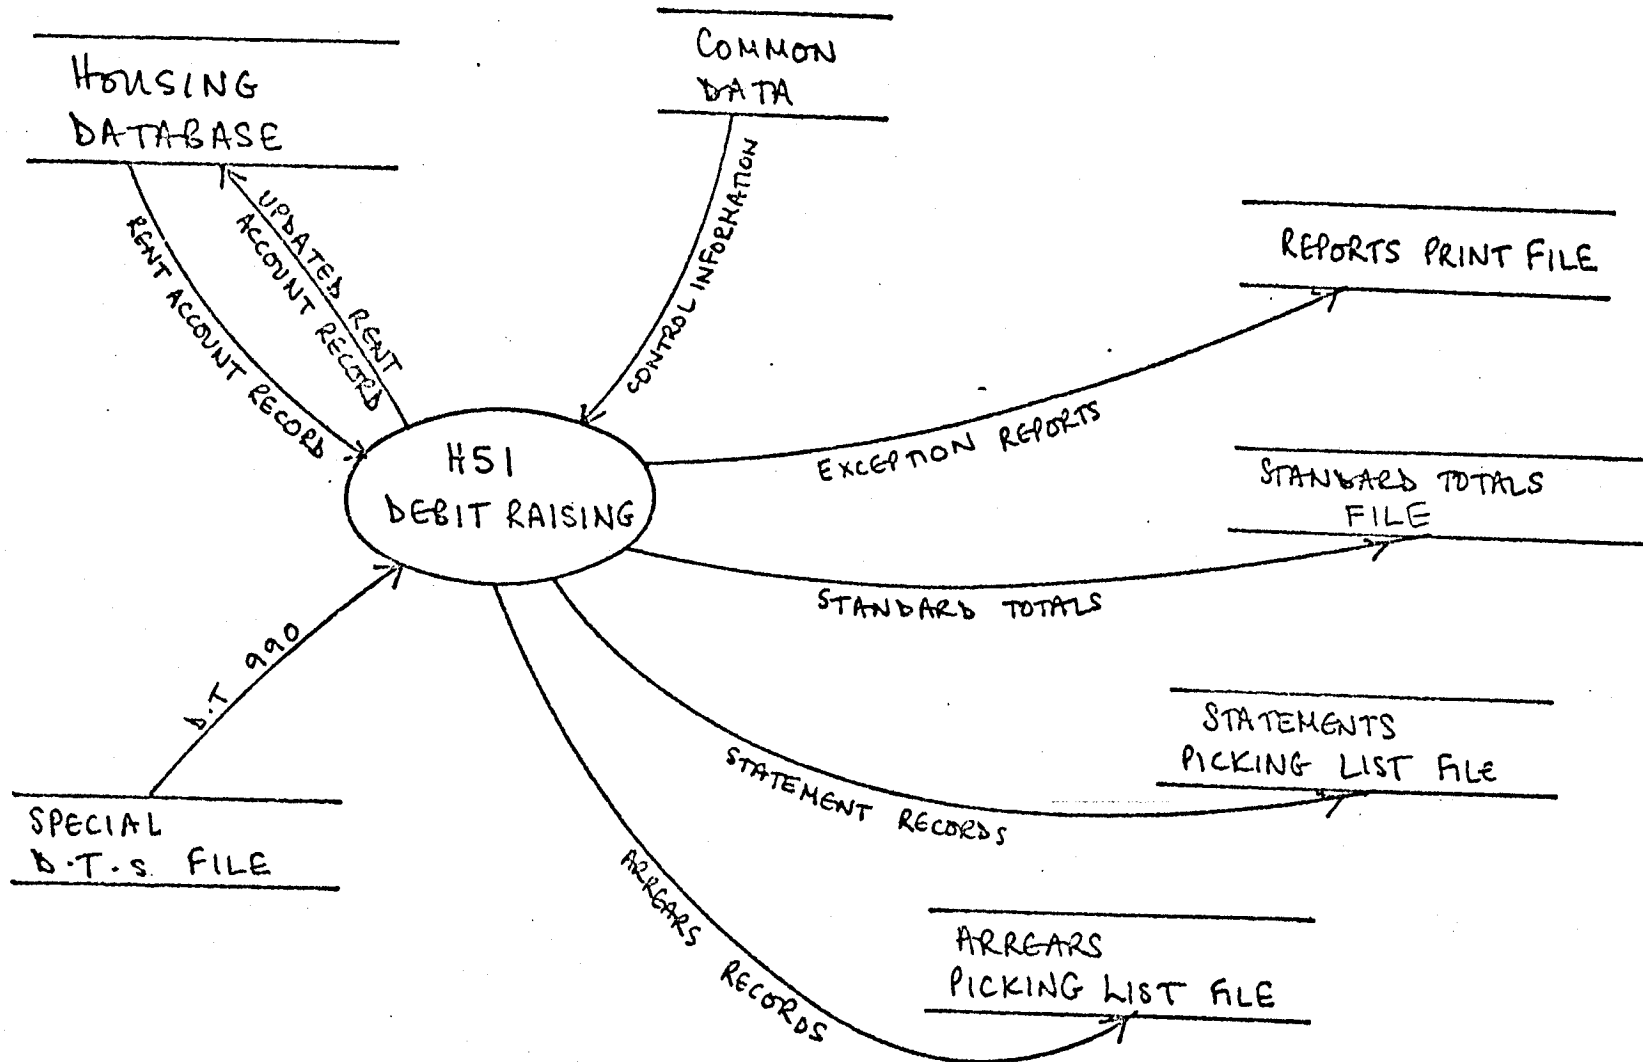 HOUSING
DATABASE
COMMON
DATA
RENT ACCOUNT RECORD
UPDATED RENT
ACCOUNT RECORD
CONTROL INFORMATION
REPORTS PRINT FILE
EXCEPTION REPORTS
H51
DEBIT RAISING
STANDARD TOTALS
FILE
STANDARD TOTALS
D.T 990
STATEMENTS
PICKING LIST FILE
STATEMENT RECORDS
SPECIAL
D.T.S. FILE
ARREARS RECORDS
ARREARS
PICKING LIST FILE